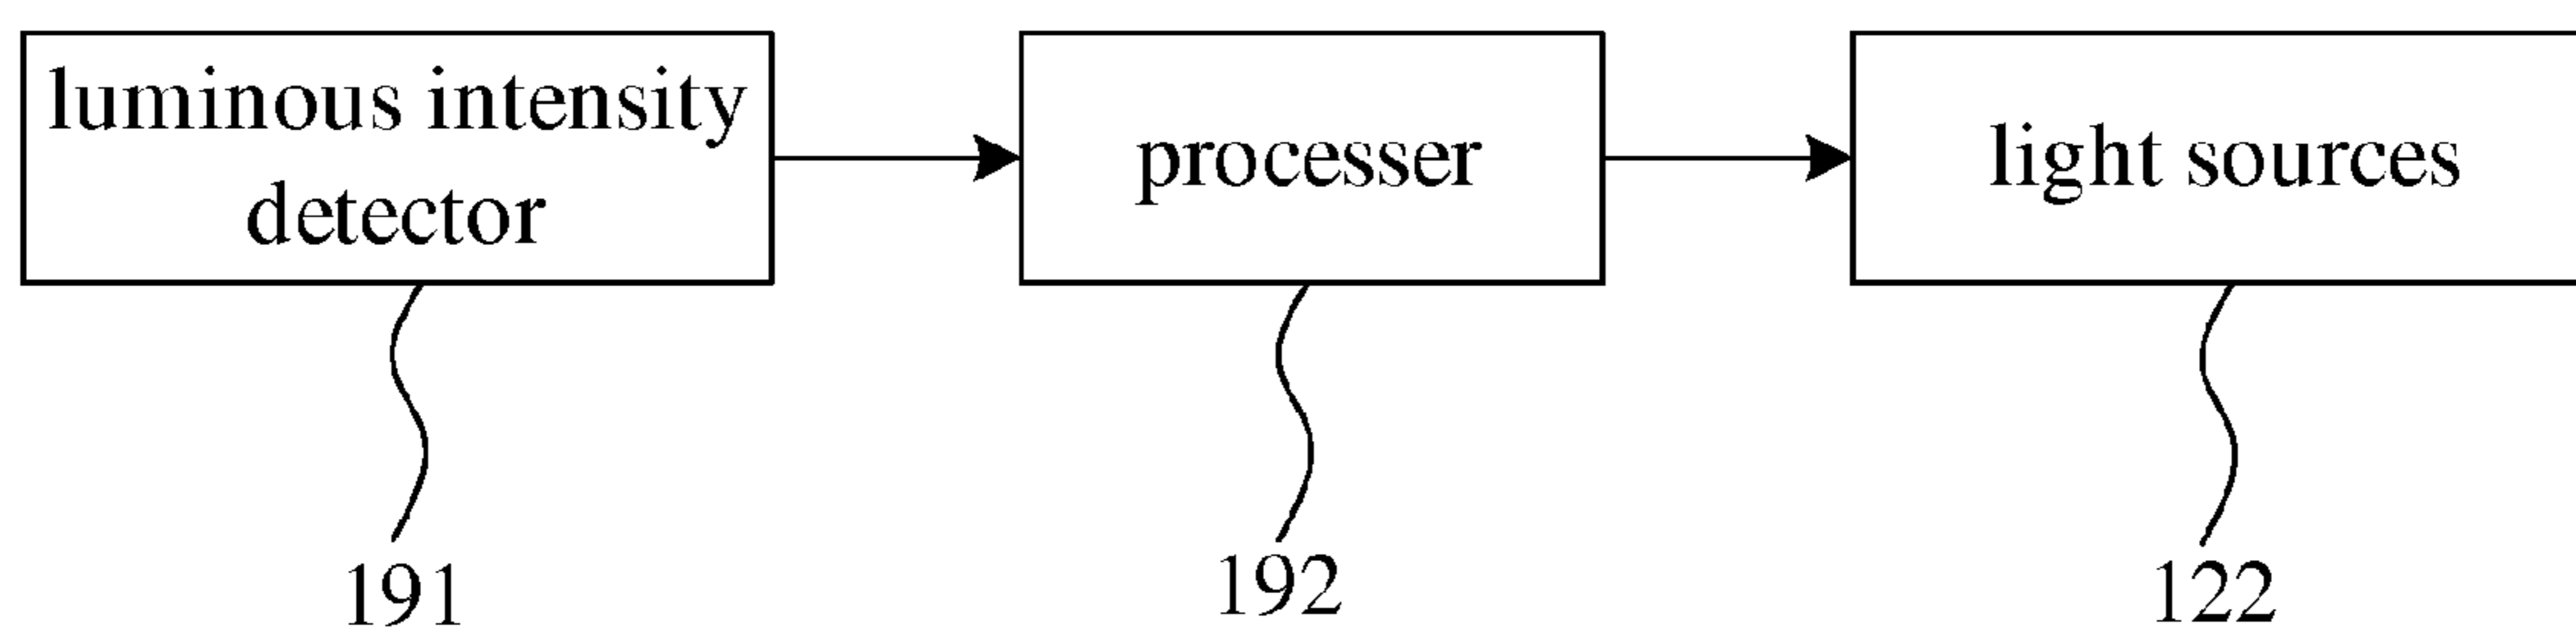 luminous intensity
detector
processer
light sources
191
192
122